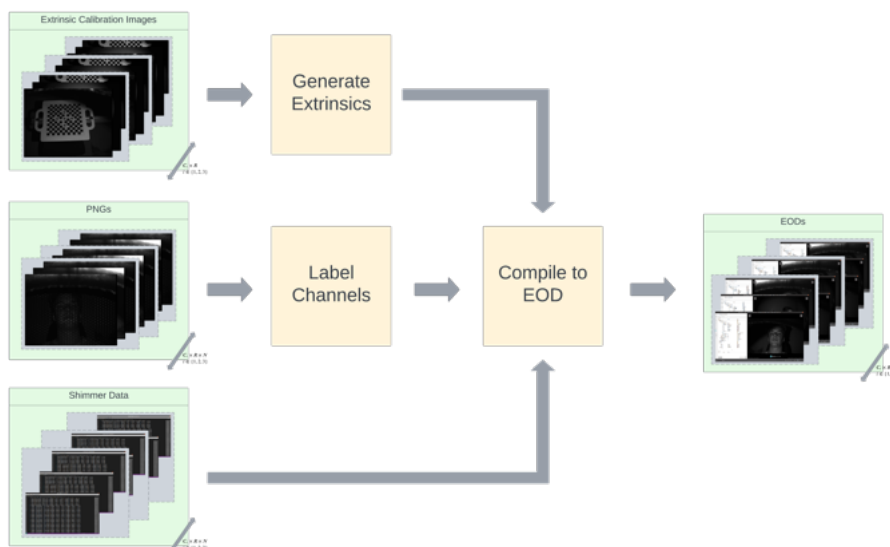 Extrinsic Calibration Images
Generate
Extrinsics
PNGs
Label
Channels
Compile to
EOD
EODs
Shimmer Data